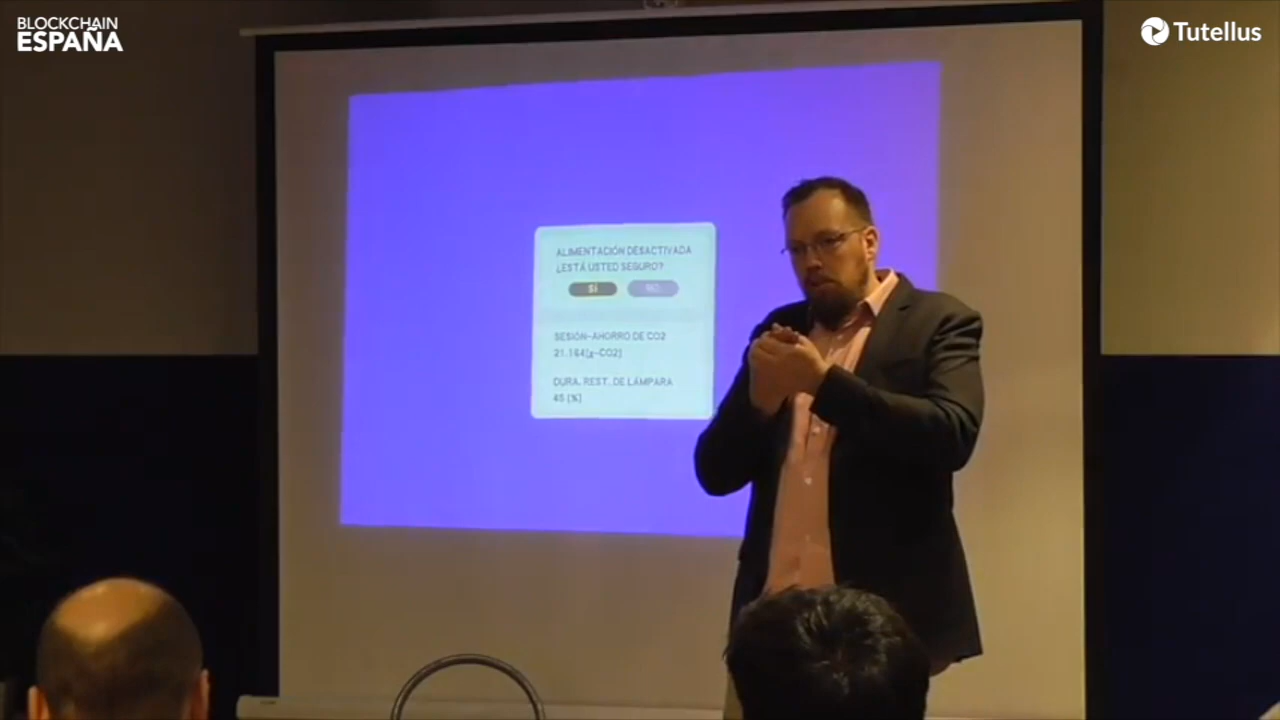 BLOCKCHAIN
ESPAÑA
Tutellus
ALIMENTACIÓN DESACTIVADA
¿ESTÁ USTED SEGURO?
SÍ NO
SESIÓN-AHORRO DE CO2
21.164[g-CO2]
DURA. REST. DE LÁMPARA
45 [%]